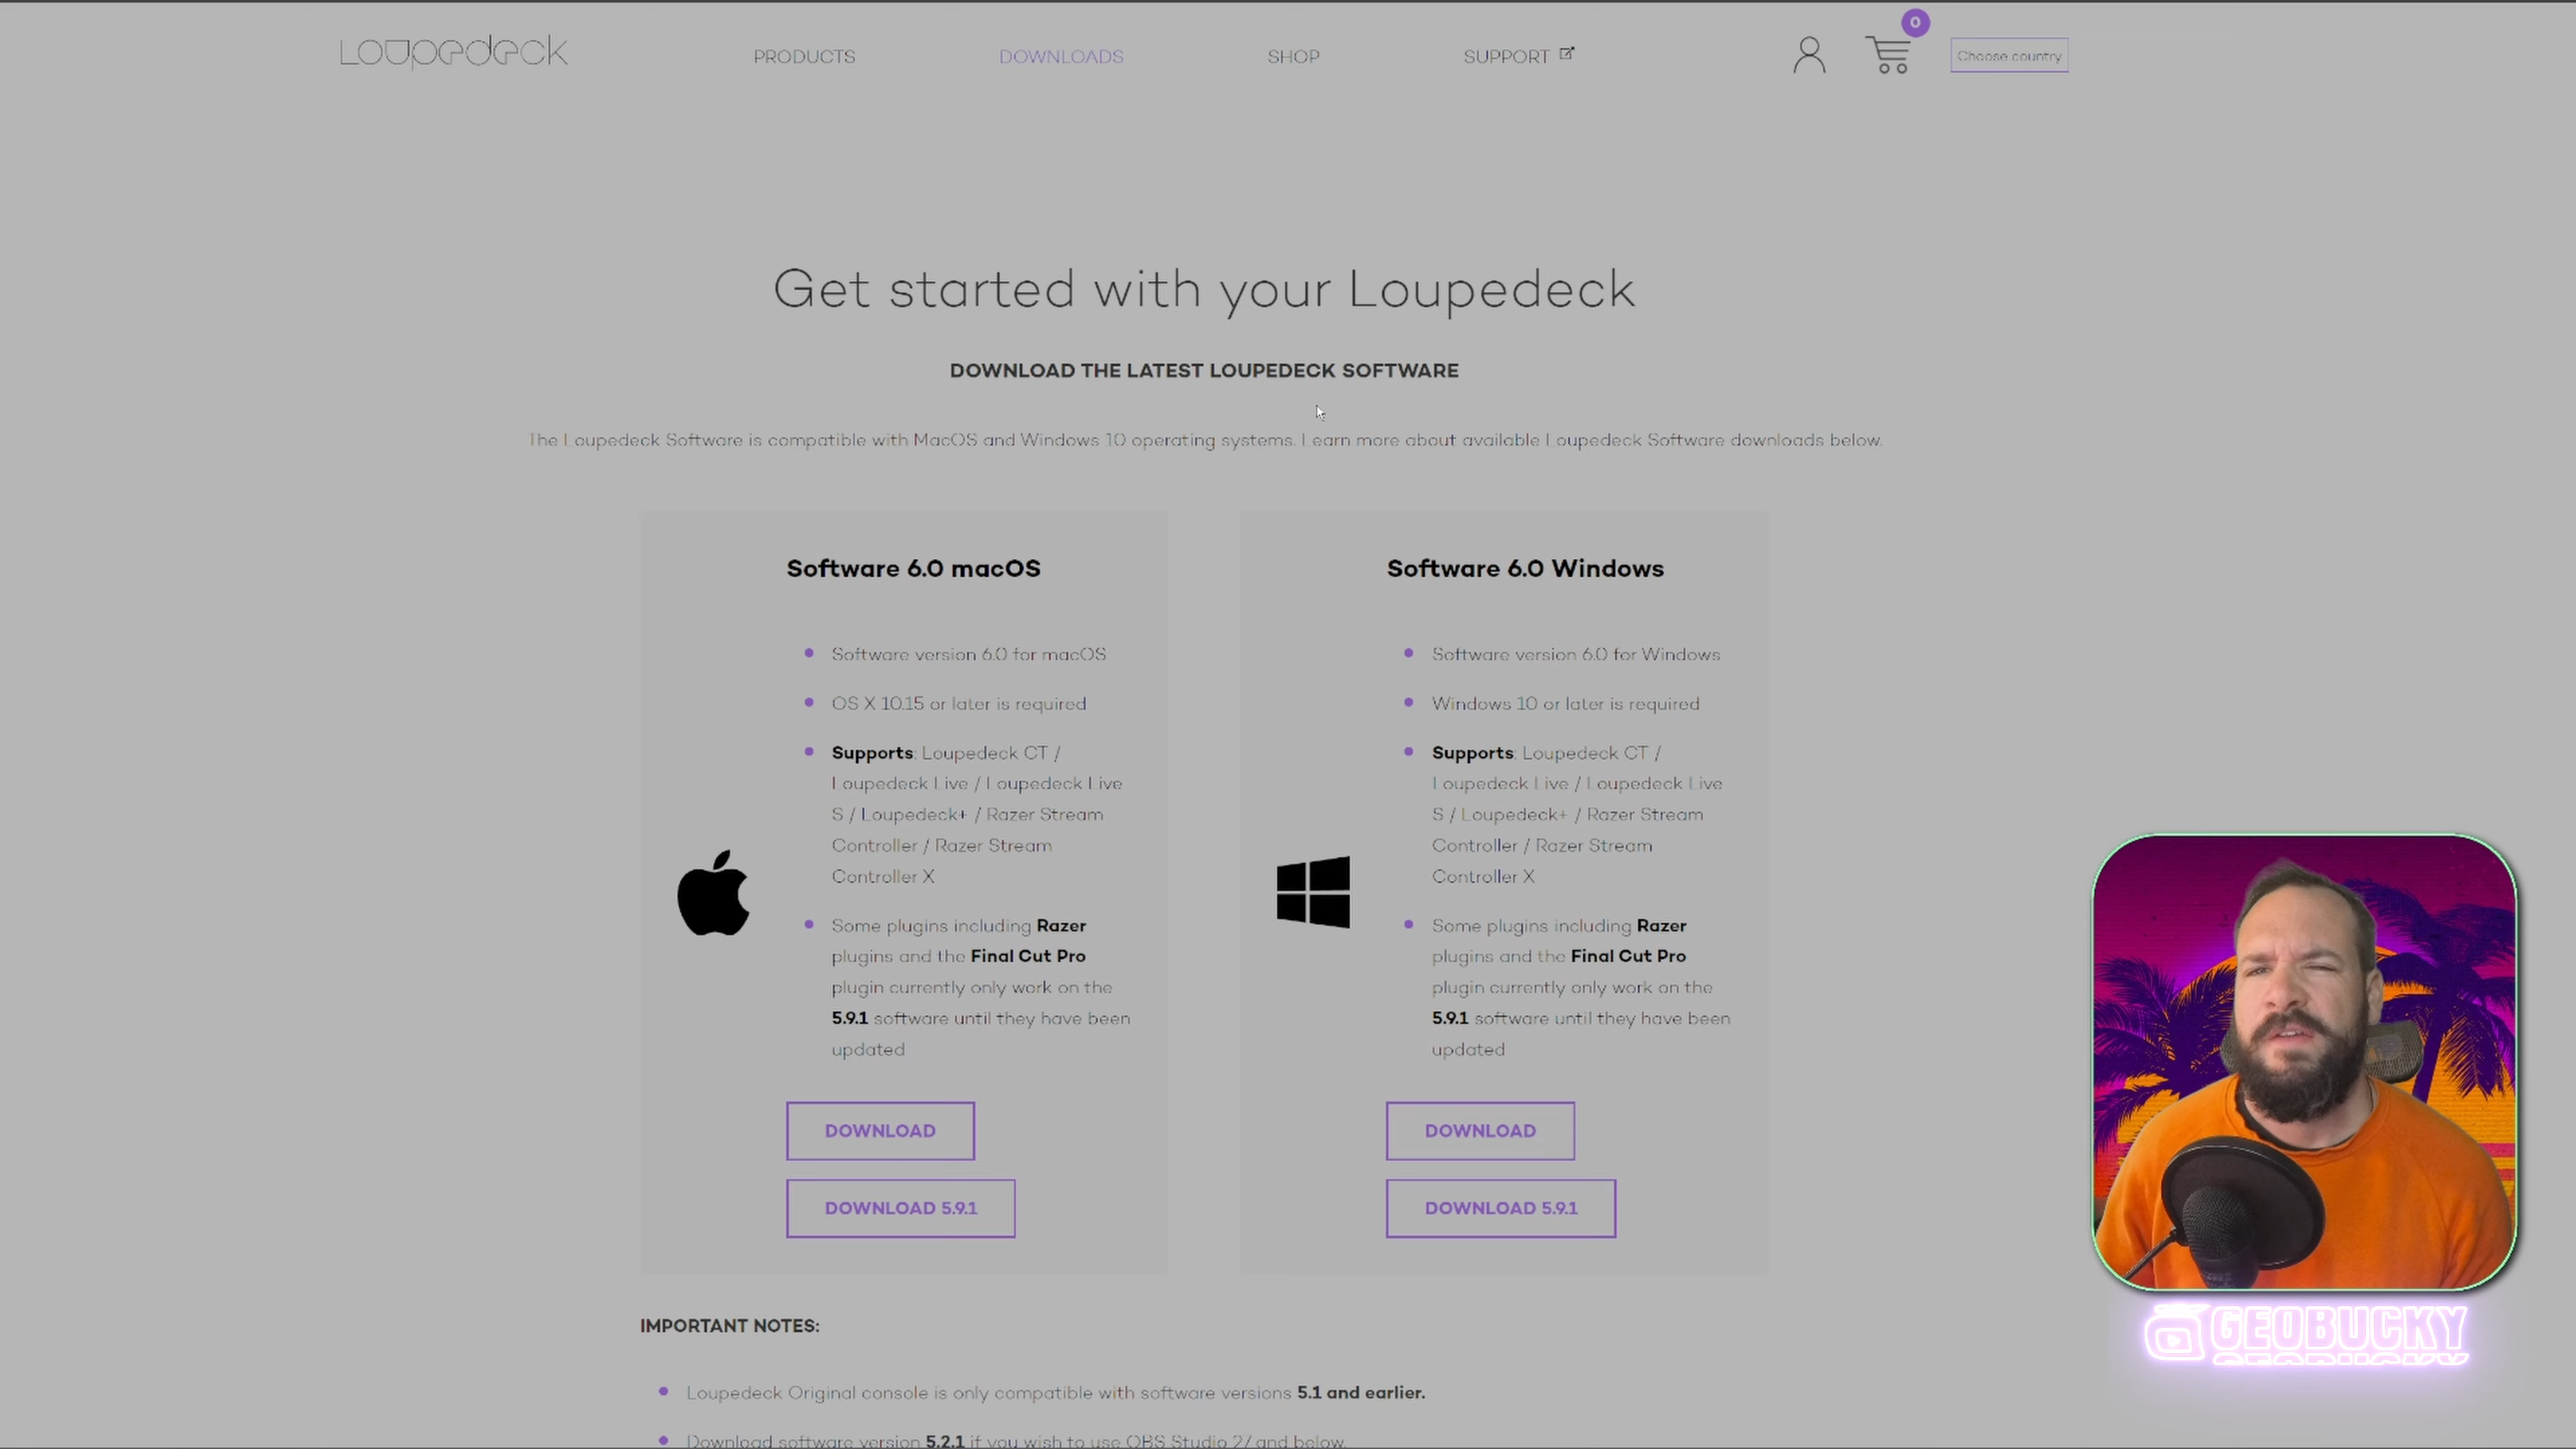 Loupedeck
PRODUCTS
DOWNLOADS
SHOP
SUPPORT
0
Choose country
Get started with your Loupedeck
DOWNLOAD THE LATEST LOUPEDECK SOFTWARE
The Loupedeck Software is compatible with MacOS and Windows 10 operating systems. Learn more about available Loupedeck Software downloads below.
Software 6.0 macOS
Software version 6.0 for macOS
OS X 10.15 or later is required
Supports: Loupedeck CT /
Loupedeck Live / Loupedeck Live
S / Loupedeck+ / Razer Stream
Controller / Razer Stream
Controller X
Some plugins including Razer
plugins and the Final Cut Pro
plugin currently only work on the
5.9.1 software until they have been
updated
DOWNLOAD
DOWNLOAD 5.9.1
Software 6.0 Windows
Software version 6.0 for Windows
Windows 10 or later is required
Supports: Loupedeck CT /
Loupedeck Live / Loupedeck Live
S / Loupedeck+ / Razer Stream
Controller / Razer Stream
Controller X
Some plugins including Razer
plugins and the Final Cut Pro
plugin currently only work on the
5.9.1 software until they have been
updated
DOWNLOAD
DOWNLOAD 5.9.1
IMPORTANT NOTES:
Loupedeck Original console is only compatible with software versions 5.1 and earlier.
Download software version 5.2.1 if you wish to use OBS Studio 27 and below.
GEOBUCKY